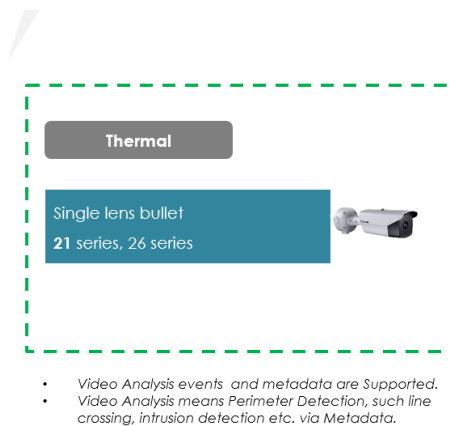 Thermal
Single lens bullet
21 series, 26 series
• Video Analysis events and metadata are Supported.
• Video Analysis means Perimeter Detection, such line
crossing, intrusion detection etc. via Metadata.